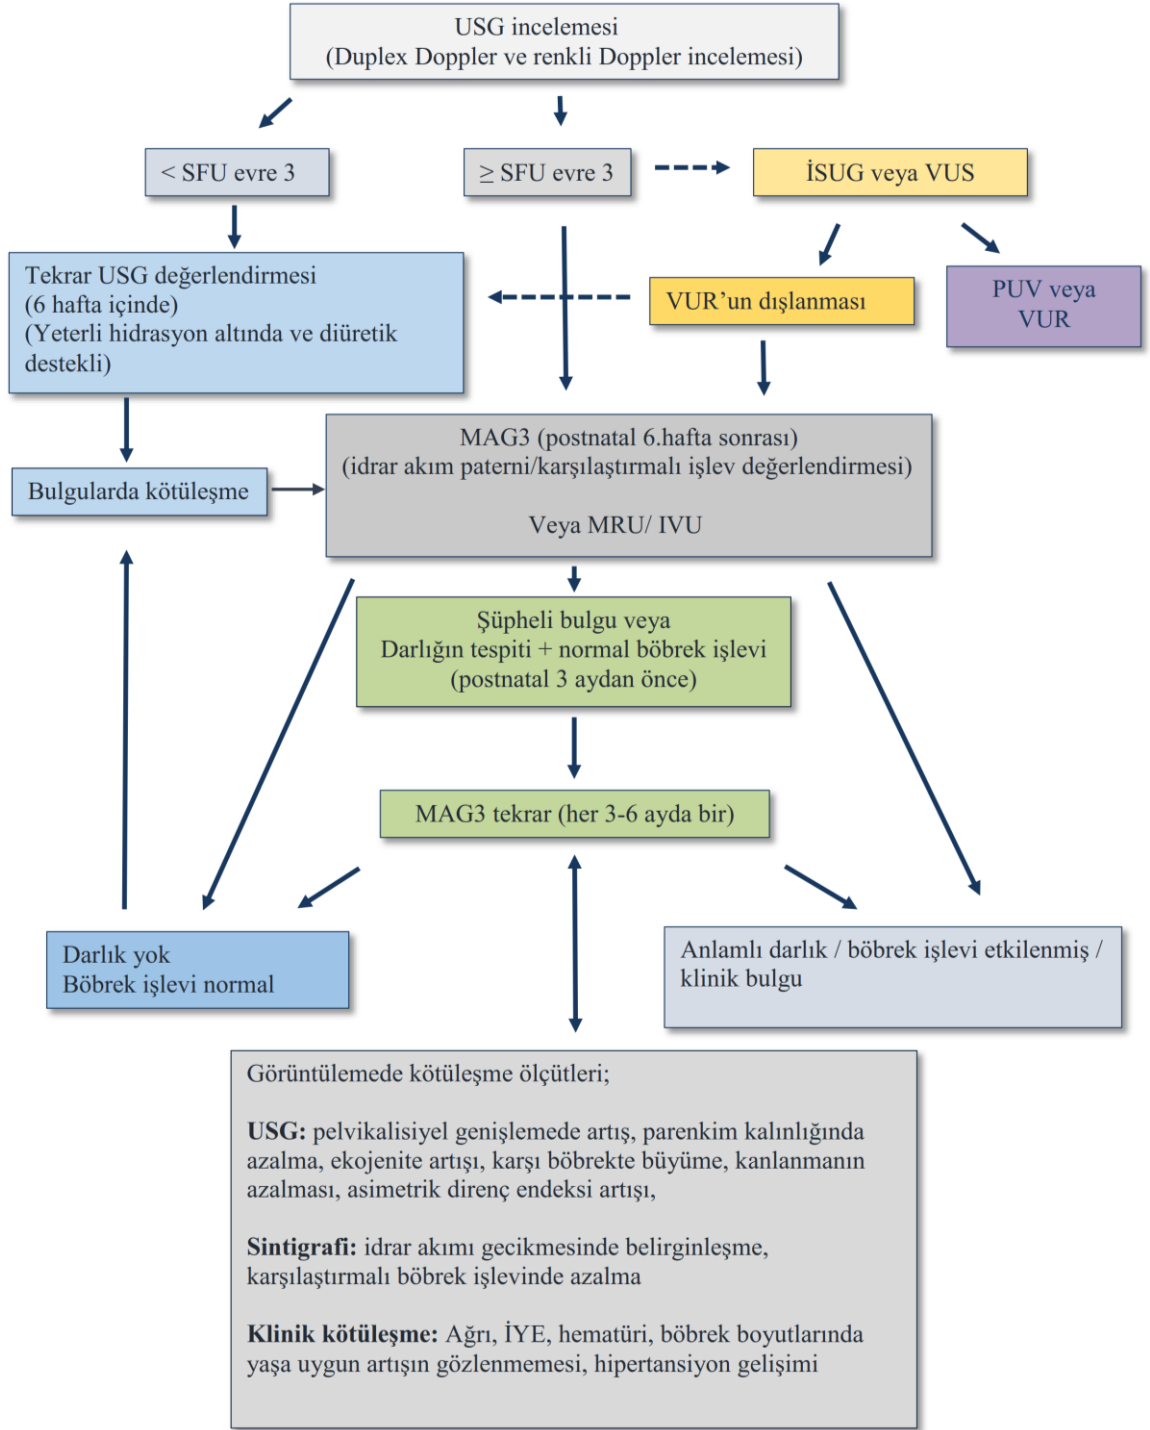 USG incelemesi
(Duplex Doppler ve renkli Doppler incelemesi)
< SFU evre 3
≥ SFU evre 3
İSUG veya VUS
Tekrar USG değerlendirmesi
(6 hafta içinde)
(Yeterli hidrasyon altında ve diüretik
destekli)
VUR’un dışlanması
PUV veya
VUR
MAG3 (postnatal 6.hafta sonrası)
(idrar akım paterni/karşılaştırmalı işlev değerlendirmesi)
Veya MRU/ IVU
Bulgularda kötüleşme
Şüpheli bulgu veya
Darlığın tespiti + normal böbrek işlevi
(postnatal 3 aydan önce)
MAG3 tekrar (her 3-6 ayda bir)
Darlık yok
Böbrek işlevi normal
Anlamlı darlık / böbrek işlevi etkilenmiş /
klinik bulgu
Görüntülemede kötüleşme ölçütleri;
USG: pelvikalisiyel genişlemede artış, parenkim kalınlığında
azalma, ekojenite artışı, karşı böbrekte büyüme, kanlanmanın
azalması, asimetrik direnç endeksi artışı,
Sintigrafi: idrar akımı gecikmesinde belirginleşme,
karşılaştırmalı böbrek işlevinde azalma
Klinik kötüleşme: Ağrı, İYE, hematüri, böbrek boyutlarında
yaşa uygun artışın gözlenmemesi, hipertansiyon gelişimi